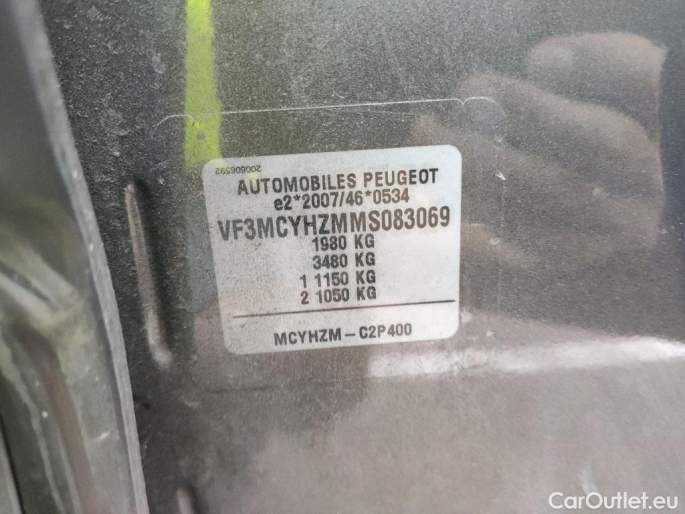 200606592
AUTOMOBILES PEUGEOT
e2*2007/46*0534
VF3MCYHZMMS083069
1980 KG
3480 KG
1 1150 KG
2 1050 KG
MCYHZM-C2P400
CarOutlet.eu